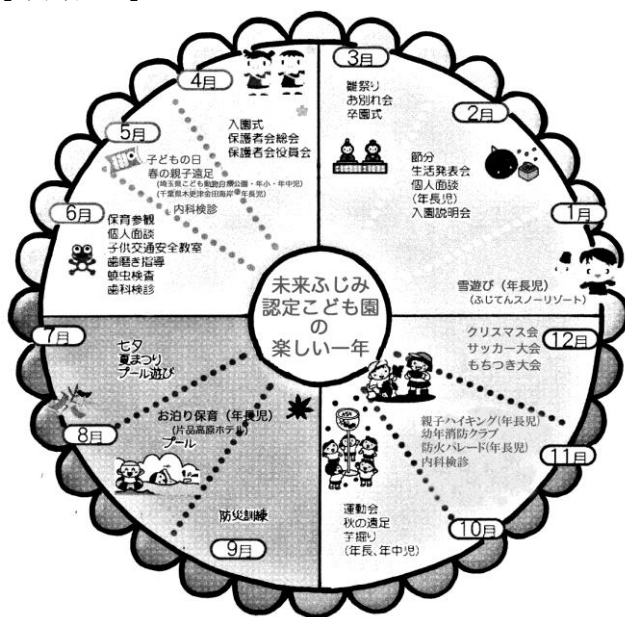 未来ふじみ
認定こども園
の
楽しい一年
4月
入園式
保護者会総会
保護者会役員会
5月
子どもの日
春の親子遠足
(埼玉県こども動物自然公園・年少・年中児)
(千葉県木更津金田海岸・年長児)
内科検診
6月
保育参観
個人面談
子供交通安全教室
歯磨き指導
蟯虫検査
歯科検診
7月
七夕
夏まつり
プール遊び
8月
お泊り保育(年長児)
(片品高原ホテル)
プール
9月
防災訓練
10月
運動会
秋の遠足
芋掘り
(年長、年中児)
11月
親子ハイキング(年長児)
幼年消防クラブ
防火パレード(年長児)
内科検診
12月
クリスマス会
サッカー大会
もちつき大会
1月
雪遊び(年長児)
(ふじてんスノーリゾート)
2月
節分
生活発表会
個人面談
(年長児)
入園説明会
3月
雛祭り
お別れ会
卒園式